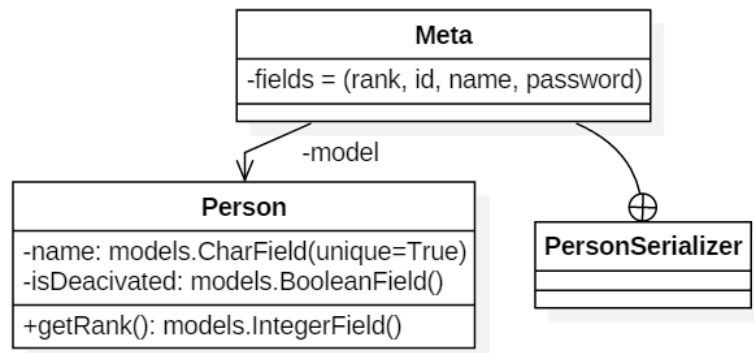 Meta
-fields = (rank, id, name, password)
-model
Person
-name: models.CharField(unique=True)
-isDeacivated: models.BooleanField()
+getRank(): models.IntegerField()
PersonSerializer